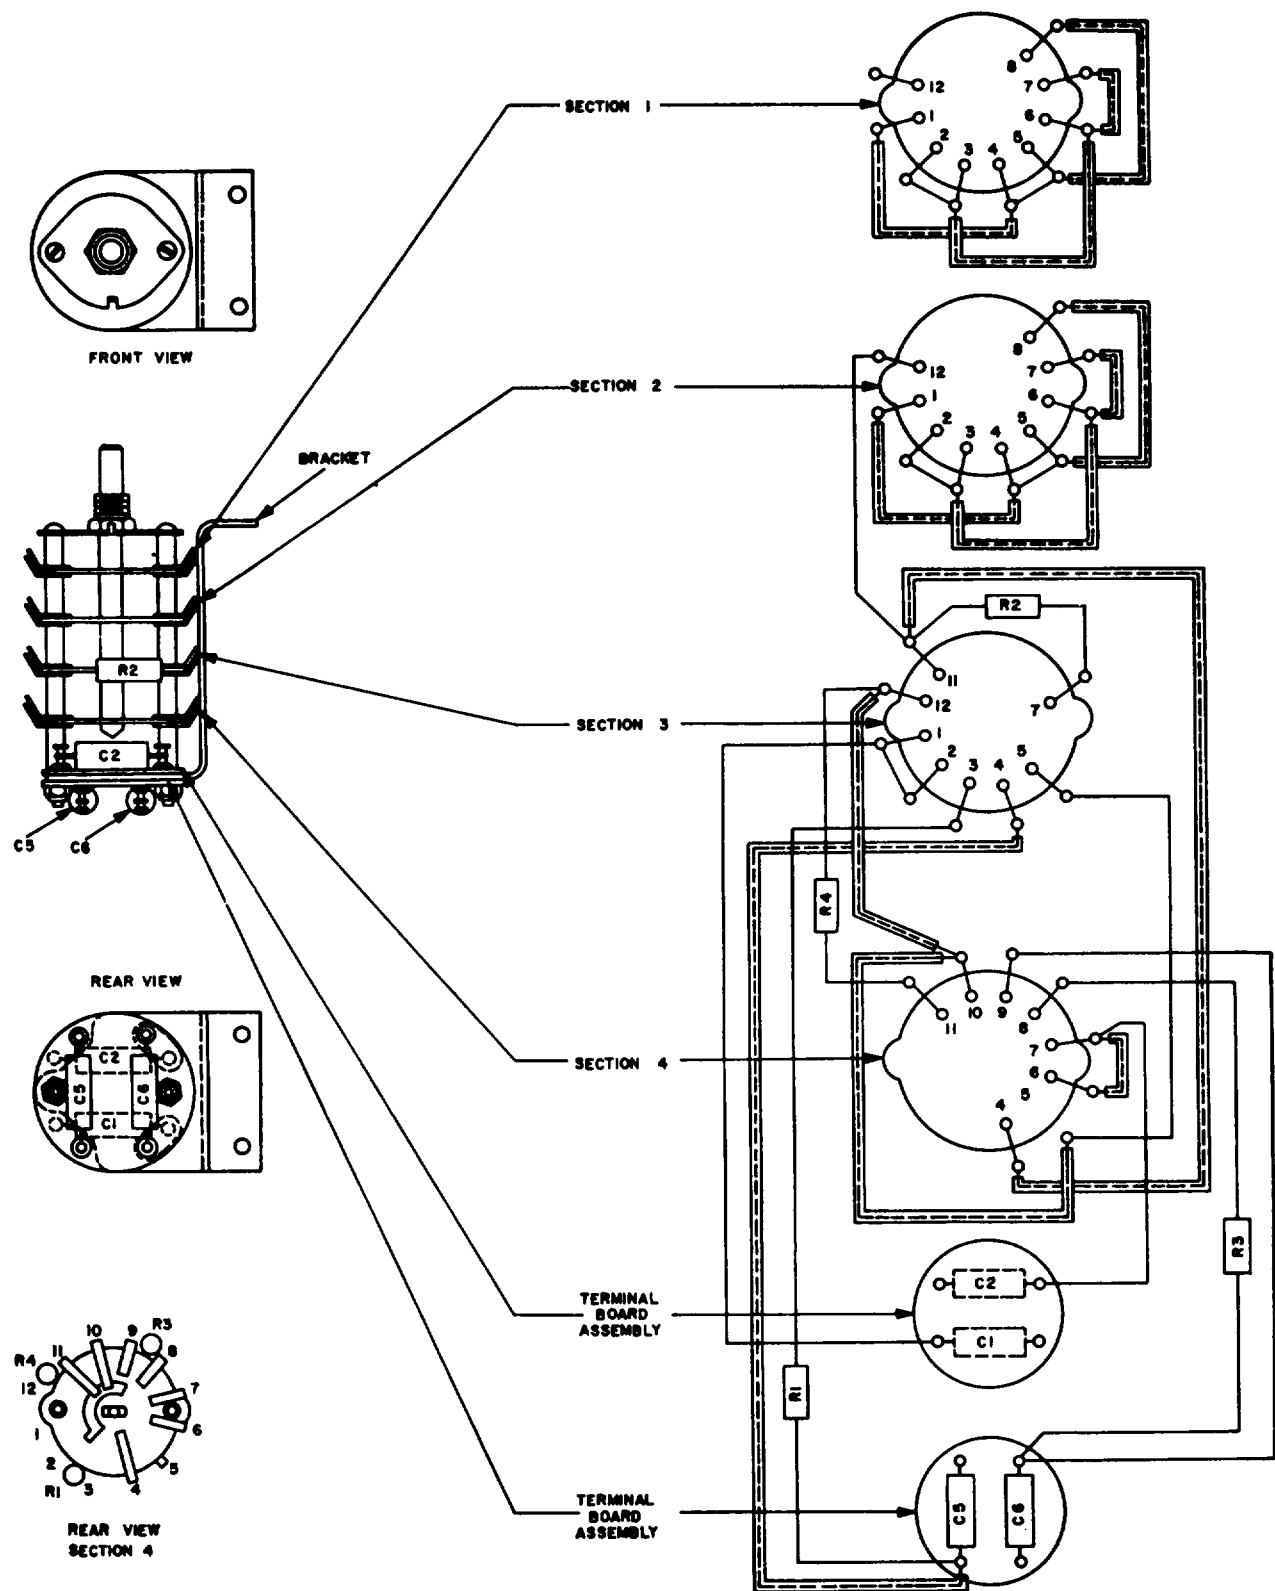 SECTION 1
8
12
7
1
6
2
3
4
5
FRONT VIEW
SECTION 2
8
12
7
1
6
2
3
4
5
BRACKET
R2
R2
11
12
7
SECTION 3
1
2
3
4
5
C2
C5
C6
R4
REAR VIEW
10
9
11
8
7
SECTION 4
6
5
4
C2
C5
C6
C1
R3
TERMINAL
BOARD
ASSEMBLY
C2
C1
10
9
R3
11
8
R4
12
7
1
6
2
5
R1
3
4
REAR VIEW
SECTION 4
R1
TERMINAL
BOARD
ASSEMBLY
C5
C6